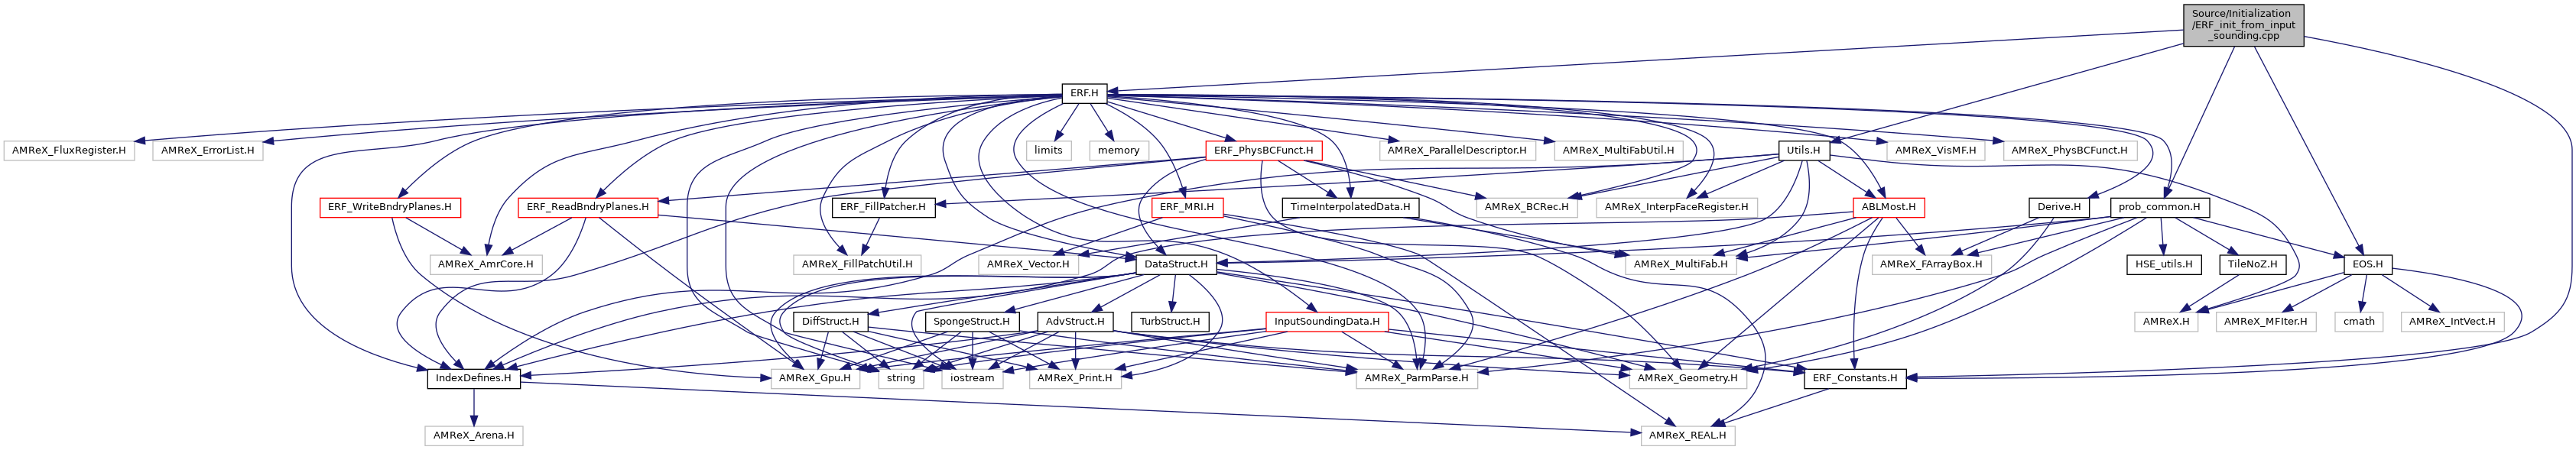 Source/Initialization
/ERF_init_from_input
_sounding.cpp
ERF.H
AMReX_FluxRegister.H
AMReX_ErrorList.H
limits
memory
ERF_PhysBCFunct.H
AMReX_ParallelDescriptor.H
AMReX_MultiFabUtil.H
Utils.H
AMReX_VisMF.H
AMReX_PhysBCFunct.H
ERF_WriteBndryPlanes.H
ERF_ReadBndryPlanes.H
ERF_FillPatcher.H
ERF_MRI.H
TimeInterpolatedData.H
AMReX_BCRec.H
AMReX_InterpFaceRegister.H
ABLMost.H
Derive.H
prob_common.H
AMReX_AmrCore.H
AMReX_FillPatchUtil.H
AMReX_Vector.H
DataStruct.H
AMReX_MultiFab.H
AMReX_FArrayBox.H
HSE_utils.H
TileNoZ.H
EOS.H
DiffStruct.H
SpongeStruct.H
AdvStruct.H
TurbStruct.H
InputSoundingData.H
AMReX.H
AMReX_MFIter.H
cmath
AMReX_IntVect.H
IndexDefines.H
AMReX_Gpu.H
string
iostream
AMReX_Print.H
AMReX_ParmParse.H
AMReX_Geometry.H
ERF_Constants.H
AMReX_Arena.H
AMReX_REAL.H